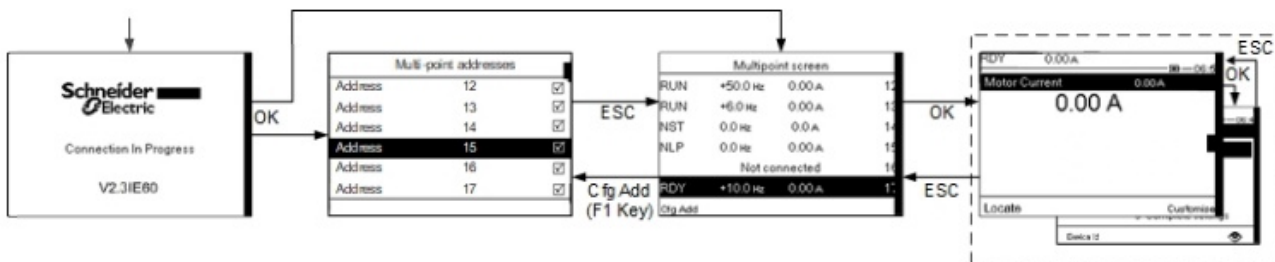 Schneider
Electric
Connection In Progress
V2.3IE60
OK
Multi-point addresses
Address 12
Address 13
Address 14
Address 15
Address 16
Address 17
ESC
Cfg Add
(F1 Key)
Multipoint screen
RUN +50.0 Hz 0.00 A 12
RUN +6.0 Hz 0.00 A 13
NST 0.0 Hz 0.0 A 14
NLP 0.0 Hz 0.00 A 15
Not connected 16
RDY +10.0 Hz 0.00 A 17
Cfg Add
OK
ESC
RDY 0.00 A
Motor Current 0.00 A
0.00 A
Locate Customise
Device Id
ESC
OK